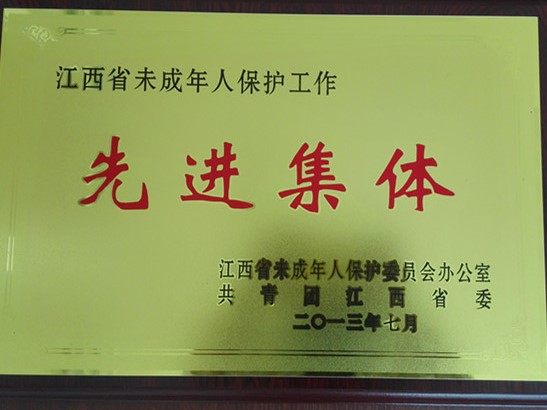 江西省未成年人保护工作
先进集体
江西省未成年人保护委员会办公室
共青团江西省委
二〇一三年七月